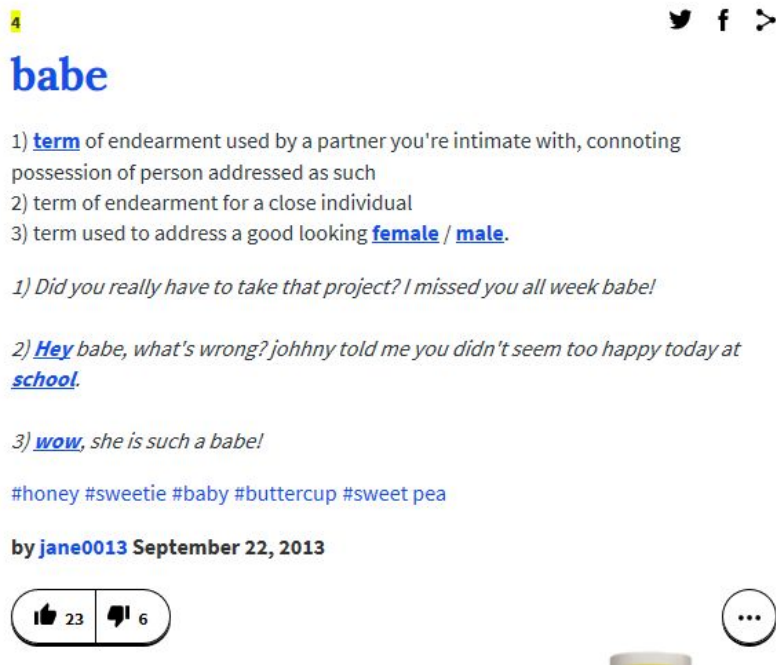 4
babe
1) term of endearment used by a partner you're intimate with, connoting
possession of person addressed as such
2) term of endearment for a close individual
3) term used to address a good looking female / male.
1) Did you really have to take that project? I missed you all week babe!
2) Hey babe, what's wrong? johhny told me you didn't seem too happy today at
school.
3) wow, she is such a babe!
#honey #sweetie #baby #buttercup #sweet pea
by jane0013 September 22, 2013
23 6